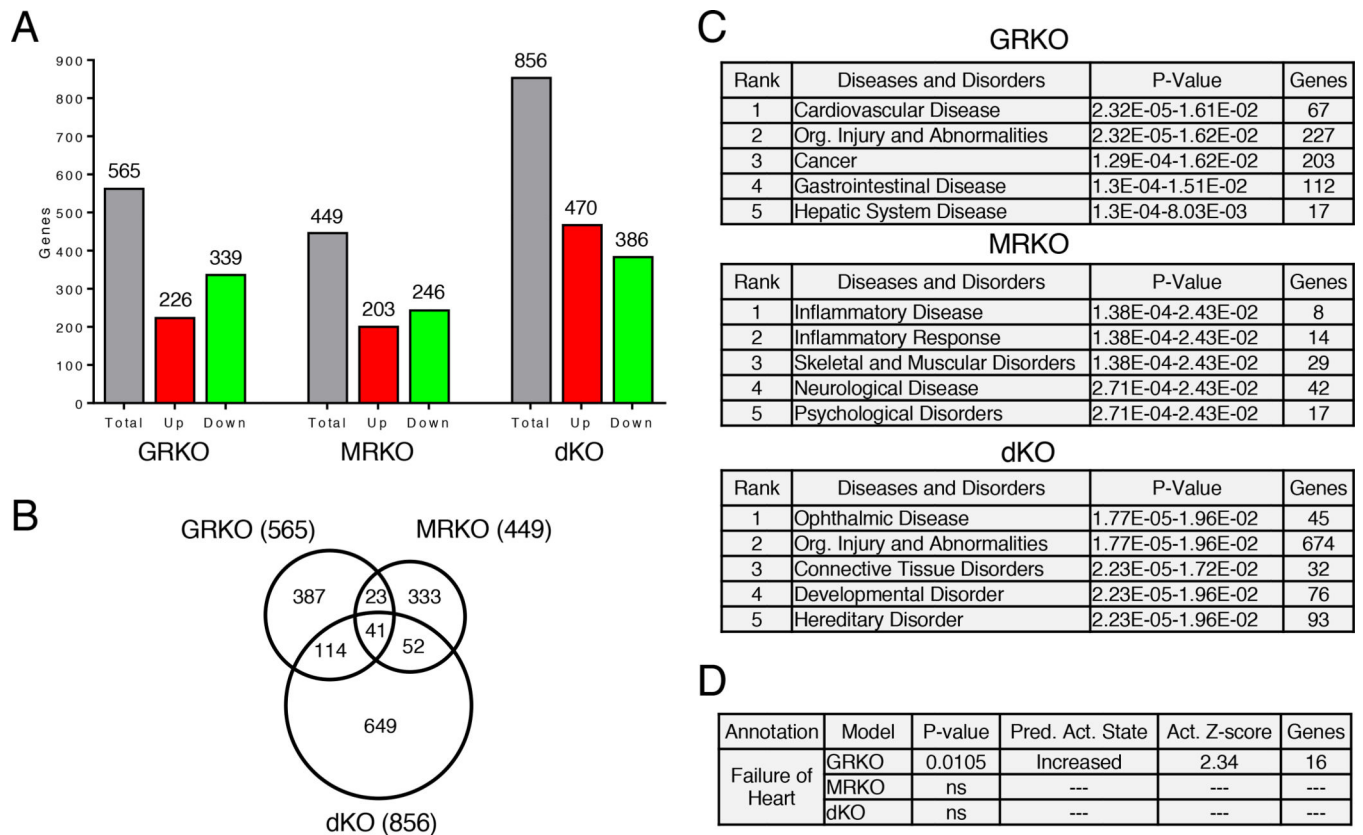 A
900
800
700
600
500
400
300
200
100
0
Genes
565
226
339
449
203
246
856
470
386
Total Up Down Total Up Down Total Up Down
GRKO MRKO dKO
B
GRKO (565) MRKO (449)
387 23 333
41
114 52
649
dKO (856)
C
GRKO
Rank Diseases and Disorders P-Value Genes
1 Cardiovascular Disease 2.32E-05-1.61E-02 67
2 Org. Injury and Abnormalities 2.32E-05-1.62E-02 227
3 Cancer 1.29E-04-1.62E-02 203
4 Gastrointestinal Disease 1.3E-04-1.51E-02 112
5 Hepatic System Disease 1.3E-04-8.03E-03 17
MRKO
Rank Diseases and Disorders P-Value Genes
1 Inflammatory Disease 1.38E-04-2.43E-02 8
2 Inflammatory Response 1.38E-04-2.43E-02 14
3 Skeletal and Muscular Disorders 1.38E-04-2.43E-02 29
4 Neurological Disease 2.71E-04-2.43E-02 42
5 Psychological Disorders 2.71E-04-2.43E-02 17
dKO
Rank Diseases and Disorders P-Value Genes
1 Ophthalmic Disease 1.77E-05-1.96E-02 45
2 Org. Injury and Abnormalities 1.77E-05-1.96E-02 674
3 Connective Tissue Disorders 2.23E-05-1.72E-02 32
4 Developmental Disorder 2.23E-05-1.96E-02 76
5 Hereditary Disorder 2.23E-05-1.96E-02 93
D
Annotation Model P-value Pred. Act. State Act. Z-score Genes
Failure of Heart
GRKO 0.0105 Increased 2.34 16
MRKO ns --- --- ---
dKO ns --- --- ---